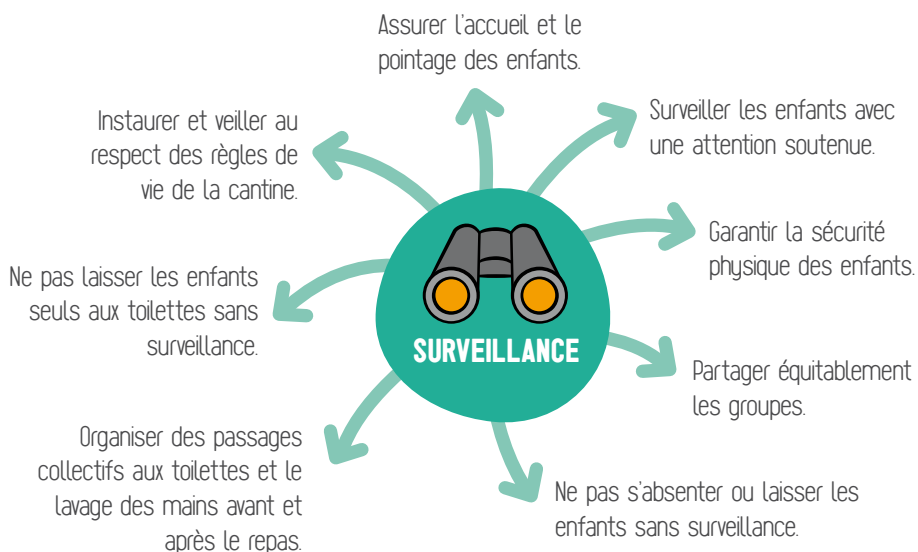 Assurer l'accueil et le
pointage des enfants.
Surveiller les enfants avec
une attention soutenue.
Garantir la sécurité
physique des enfants.
Partager équitablement
les groupes.
Ne pas s'absenter ou laisser les
enfants sans surveillance.
Organiser des passages
collectifs aux toilettes et le
lavage des mains avant et
après le repas.
Ne pas laisser les enfants
seuls aux toilettes sans
surveillance.
Instaurer et veiller au
respect des règles de
vie de la cantine.
SURVEILLANCE